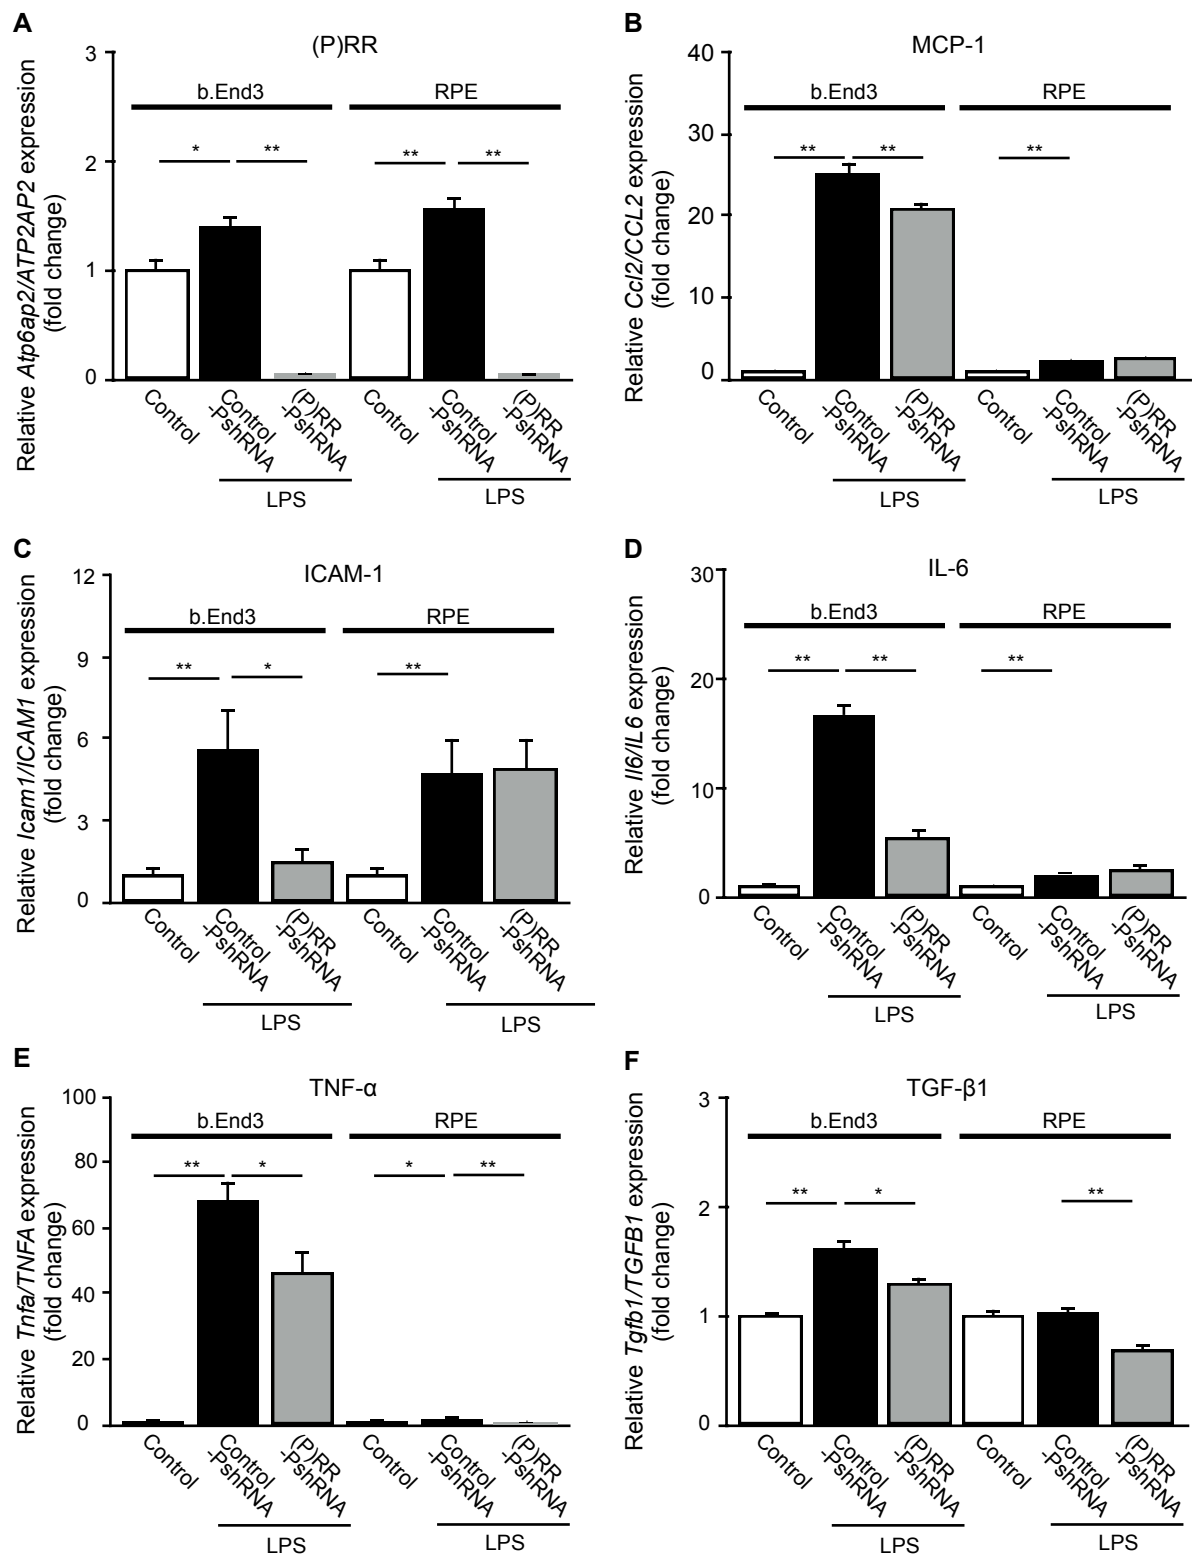 A
(P)RR
Relative Atp6ap2/ATP2AP2 expression
(fold change)
3
2
1
0
b.End3
RPE
*
**
**
**
Control
Control
-PshRNA
(P)RR
-PshRNA
Control
Control
-PshRNA
(P)RR
-PshRNA
LPS
LPS
B
MCP-1
Relative Ccl2/CCL2 expression
(fold change)
40
30
20
10
0
b.End3
RPE
**
**
**
Control
Control
-PshRNA
(P)RR
-PshRNA
Control
Control
-PshRNA
(P)RR
-PshRNA
LPS
LPS
C
ICAM-1
Relative Icam1/ICAM1 expression
(fold change)
12
9
6
3
0
b.End3
RPE
**
*
**
Control
Control
-PshRNA
(P)RR
-PshRNA
Control
Control
-PshRNA
(P)RR
-PshRNA
LPS
LPS
D
IL-6
Relative Il6/IL6 expression
(fold change)
30
20
10
0
b.End3
RPE
**
**
**
Control
Control
-PshRNA
(P)RR
-PshRNA
Control
Control
-PshRNA
(P)RR
-PshRNA
LPS
LPS
E
TNF-α
Relative Tnfa/TNFA expression
(fold change)
100
80
60
40
20
0
b.End3
RPE
**
*
*
**
Control
Control
-PshRNA
(P)RR
-PshRNA
Control
Control
-PshRNA
(P)RR
-PshRNA
LPS
LPS
F
TGF-β1
Relative Tgfb1/TGFB1 expression
(fold change)
3
2
1
0
b.End3
RPE
**
*
**
Control
Control
-PshRNA
(P)RR
-PshRNA
Control
Control
-PshRNA
(P)RR
-PshRNA
LPS
LPS